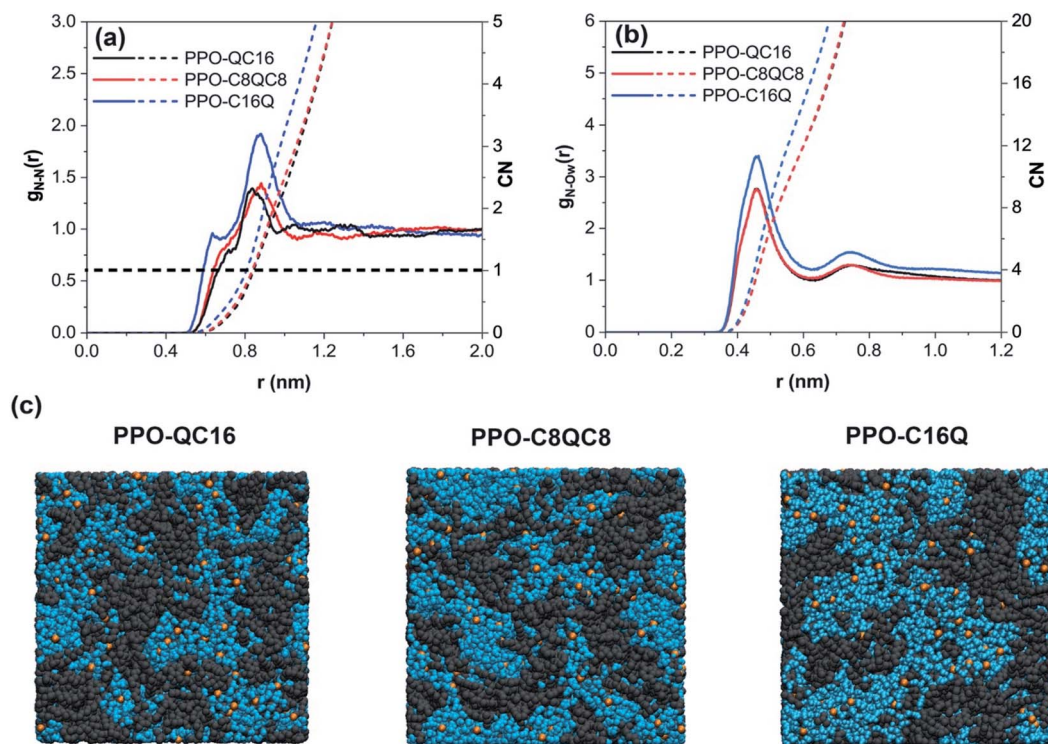 (a)
PPO-QC16
PPO-C8QC8
PPO-C16Q
3.0
2.5
2.0
1.5
1.0
0.5
0.0
g_N-N(r)
5
4
3
2
1
0
CN
0.0 0.4 0.8 1.2 1.6 2.0
r (nm)
(b)
PPO-QC16
PPO-C8QC8
PPO-C16Q
6
5
4
3
2
1
0
g_N-Ow(r)
20
16
12
8
4
0
CN
0.0 0.2 0.4 0.6 0.8 1.0 1.2
r (nm)
(c)
PPO-QC16 PPO-C8QC8 PPO-C16Q